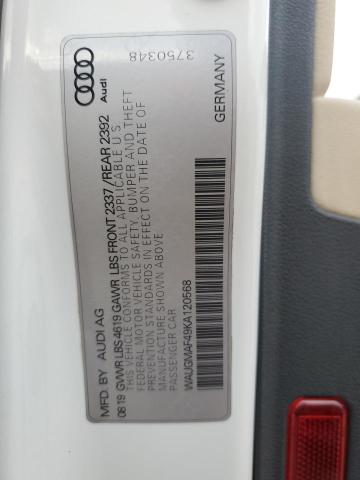 MFD. BY AUDI AG
Audi
08 19 GVWR LBS 4619 GAWR LBS FRONT 2337/REAR 2392
THIS VEHICLE CONFORMS TO ALL APPLICABLE U S
FEDERAL MOTOR VEHICLE SAFETY, BUMPER AND THEFT
PREVENTION STANDARDS IN EFFECT ON THE DATE OF
MANUFACTURE SHOWN ABOVE.
PASSENGER CAR
3750348
WAUGMAF49KA120568
GERMANY